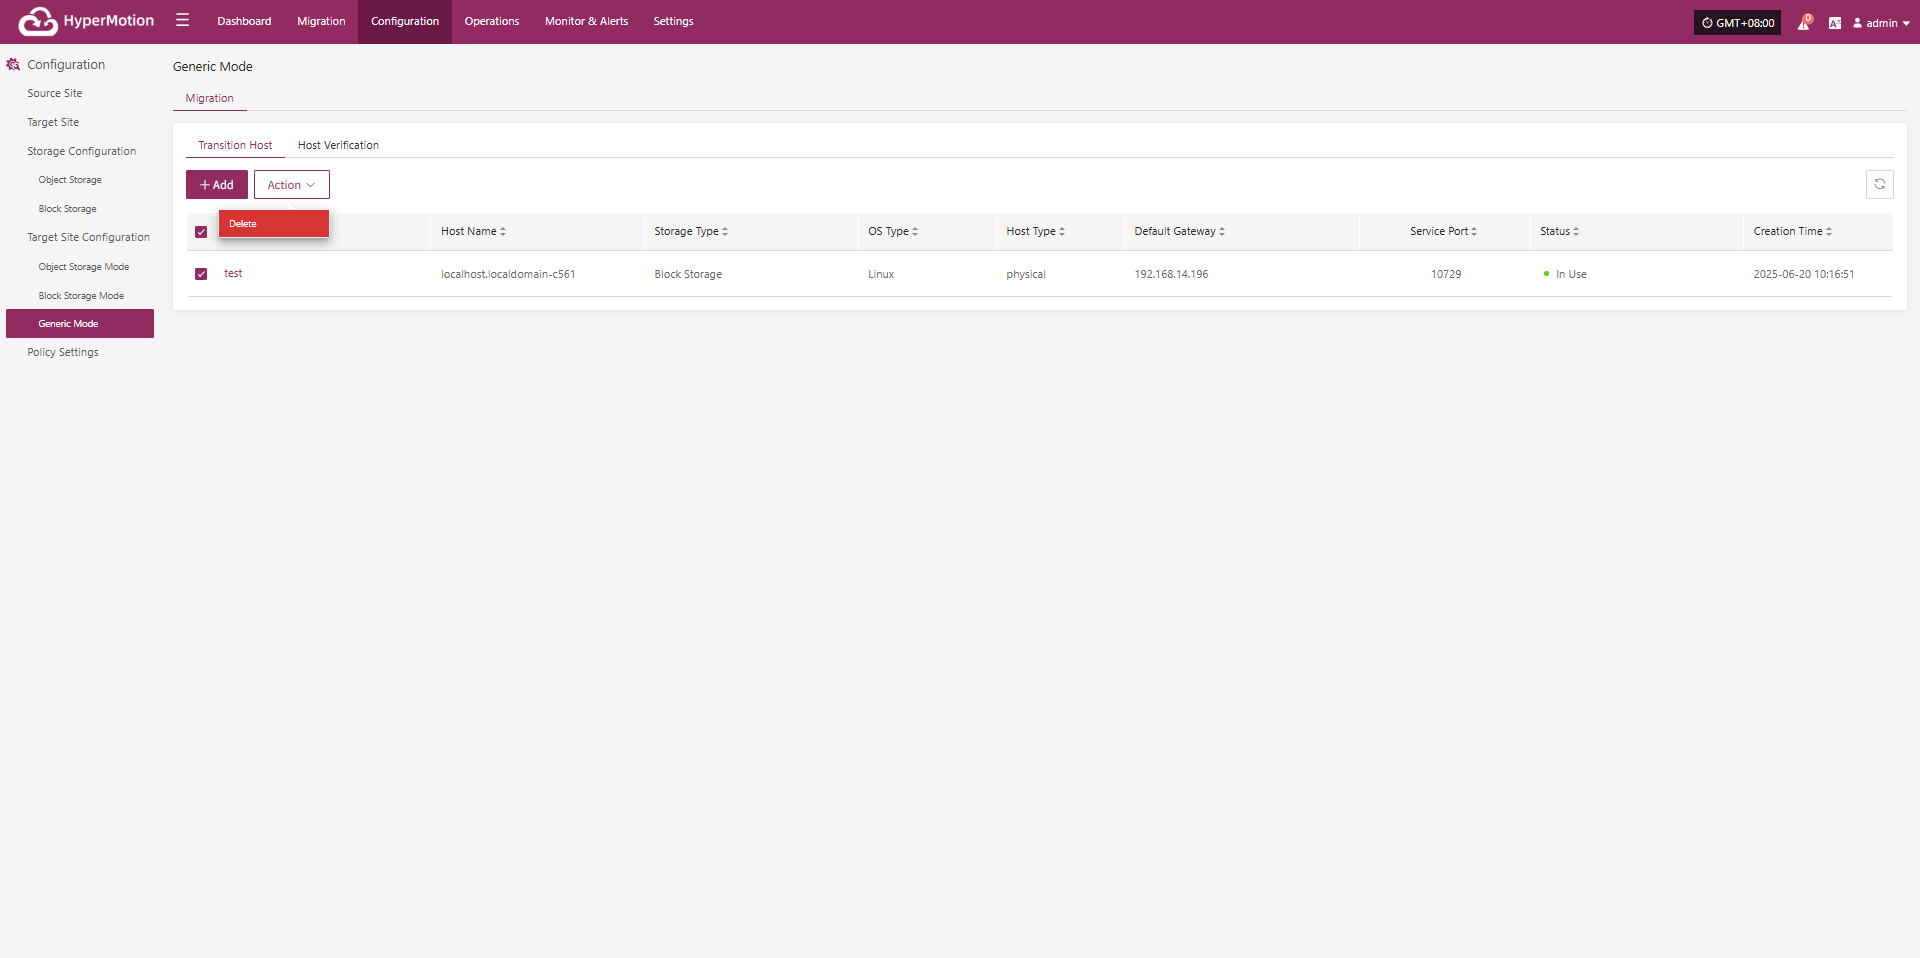 HyperMotion
Dashboard
Migration
Configuration
Operations
Monitor & Alerts
Settings
GMT+08:00
0
admin
Configuration
Source Site
Target Site
Storage Configuration
Object Storage
Block Storage
Target Site Configuration
Object Storage Mode
Block Storage Mode
Generic Mode
Policy Settings
Generic Mode
Migration
Transition Host
Host Verification
Add
Action
Delete
Host Name
Storage Type
OS Type
Host Type
Default Gateway
Service Port
Status
Creation Time
test
localhost.localdomain-c561
Block Storage
Linux
physical
192.168.14.196
10729
In Use
2025-06-20 10:16:51